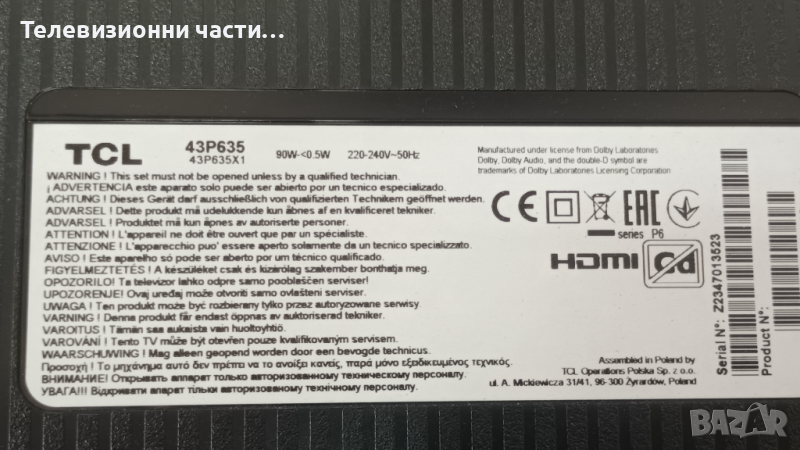 Телевизионни части...
TCL
43P635
43P635X1
90W-<0.5W
220-240V~50Hz
Manufactured under license from Dolby Laboratories
Dolby, Dolby Audio, and the double-D symbol are
trademarks of Dolby Laboratories Licensing Corporation
WARNING ! This set must not be opened unless by a qualified technician.
¡ ADVERTENCIA este aparato solo puede ser abierto por un tecnico especializado.
ACHTUNG ! Dieses Gerät darf ausschließlich von qualifizierten Technikern geöffnet werden.
ADVARSEL ! Dette produkt må udelukkende kun åbnes af en kvalificeret tekniker.
ADVARSEL ! Produktet må kun åpnes av autoriserte personer.
ATTENTION ! L'appareil ne doit être ouvert que par un spécialiste.
ATTENZIONE ! L'apparecchio puo' essere aperto solamente da un tecnico specializzato.
AVISO ! Este aparelho só pode ser aberto por um técnico qualificado.
FIGYELMEZTETÉS ! A készüléket csak és kizárólag szakember bonthatja meg.
OPOZORILO! Ta televizor lahko odpre samo pooblaščen serviser!
UPOZORENJE! Ovaj uređaj može otvoriti samo ovlašteni serviser.
UWAGA ! Ten produkt może być rozbierany tylko przez autoryzowane serwisy.
VARNING ! Denna produkt får endast öppnas av auktoriserad tekniker.
VAROITUS ! Tämän saa aukaista vain huoltoyhtiö.
VAROVÁNÍ ! Tento TV může být otevřen pouze kvalifikovaným servisem.
WAARSCHUWING ! Mag alleen geopend worden door een bevoegde technicus.
Προσοχή ! Το μηχάνημα αυτό δεν πρέπει να το ανοίξει κανείς, παρά μόνο εξειδικευμένος τεχνικός.
ВНИМАНИЕ! Открывать аппарат только авторизованному техническому персоналу.
УВАГА!!! Відкривати апарат тільки авторизованому технічному персоналу.
CE
EAC
series P6
HDMI
Assembled in Poland by
TCL Operations Polska Sp. z o.o.
ul. A. Mickiewicza 31/41, 96-300 Żyrardów, Poland
Serial N°: Z2347013523
Product N°:
BAZAR